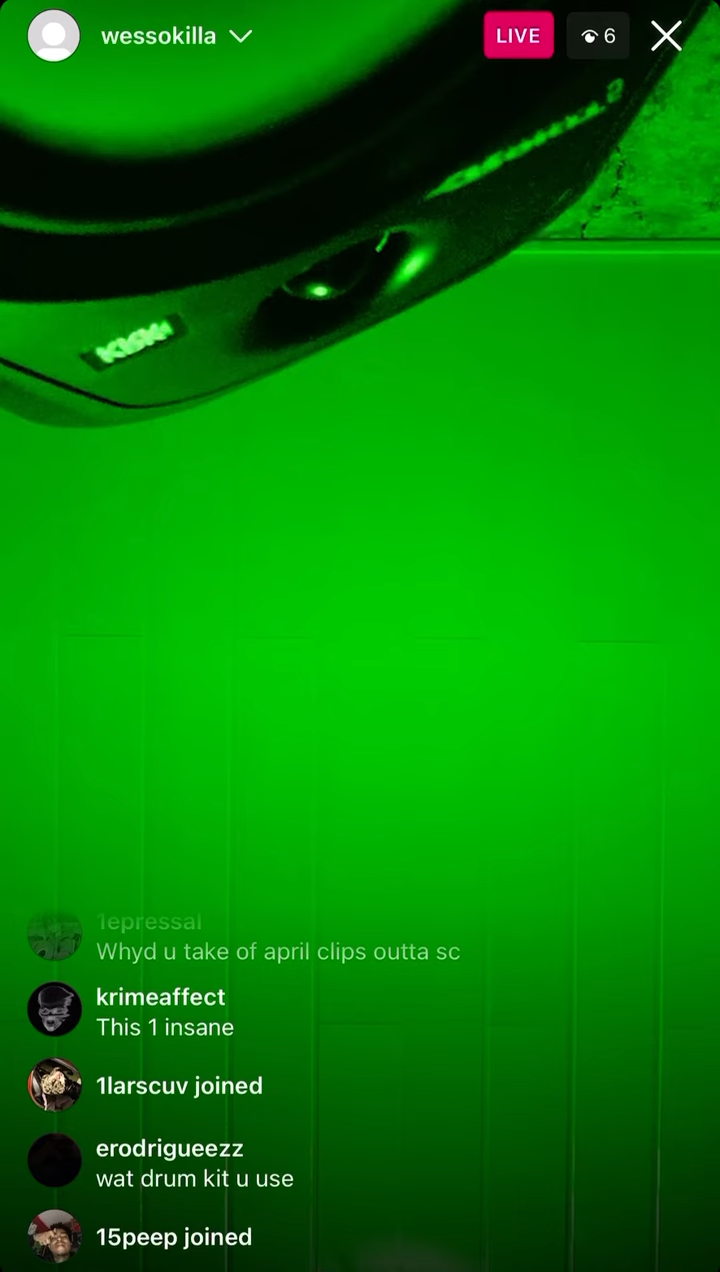 wessokilla
LIVE
6
KRK
1epressal
Whyd u take of april clips outta sc
krimeaffect
This 1 insane
1larscuv joined
erodrigueezz
wat drum kit u use
15peep joined